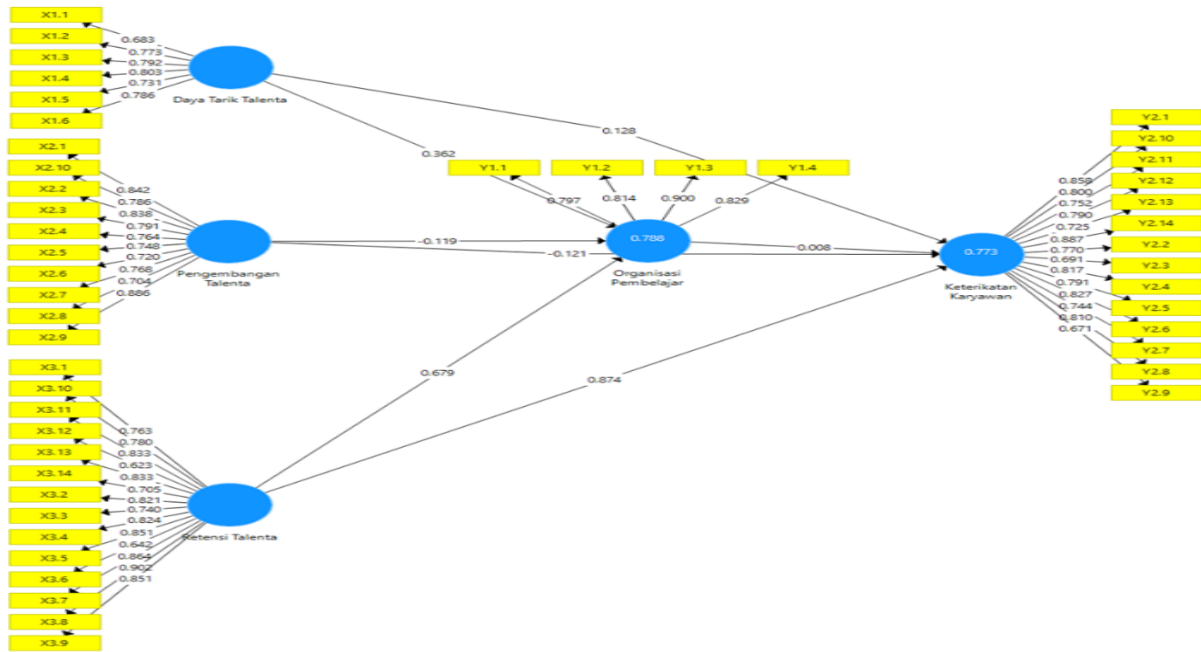 X1.1
X1.2
X1.3
X1.4
X1.5
X1.6
0.683
0.773
0.792
0.803
0.731
0.786
Daya Tarik Talenta
X2.1
X2.10
X2.2
X2.3
X2.4
X2.5
X2.6
X2.7
X2.8
X2.9
0.842
0.786
0.838
0.791
0.764
0.748
0.720
0.768
0.704
0.886
Pengembangan
Talenta
X3.1
X3.10
X3.11
X3.12
X3.13
X3.14
X3.2
X3.3
X3.4
X3.5
X3.6
X3.7
X3.8
X3.9
0.763
0.780
0.833
0.623
0.833
0.705
0.821
0.740
0.824
0.851
0.642
0.864
0.902
0.851
Retensi Talenta
0.362
0.128
-0.119
-0.121
0.679
0.874
Y1.1
Y1.2
Y1.3
Y1.4
0.797
0.814
0.900
0.829
0.788
Organisasi
Pembelajar
0.008
0.773
Keterikatan
Karyawan
0.858
0.800
0.752
0.790
0.725
0.887
0.770
0.691
0.817
0.791
0.827
0.744
0.810
0.671
Y2.1
Y2.10
Y2.11
Y2.12
Y2.13
Y2.14
Y2.2
Y2.3
Y2.4
Y2.5
Y2.6
Y2.7
Y2.8
Y2.9